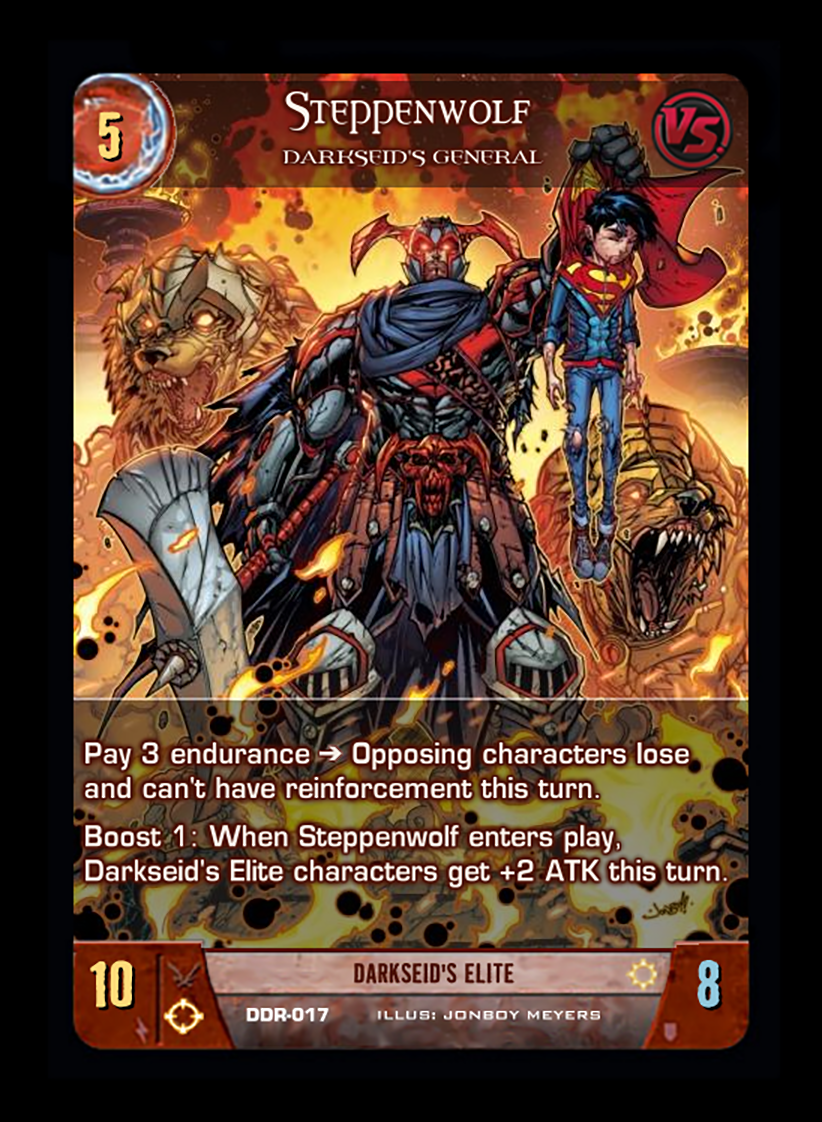 5
Steppenwolf
VS.
DARKSEID'S GENERAL
Pay 3 endurance ➔ Opposing characters lose
and can't have reinforcement this turn.
Boost 1: When Steppenwolf enters play,
Darkseid's Elite characters get +2 ATK this turn.
10
DARKSEID'S ELITE
8
DDR-017
ILLUS: JONBOY MEYERS